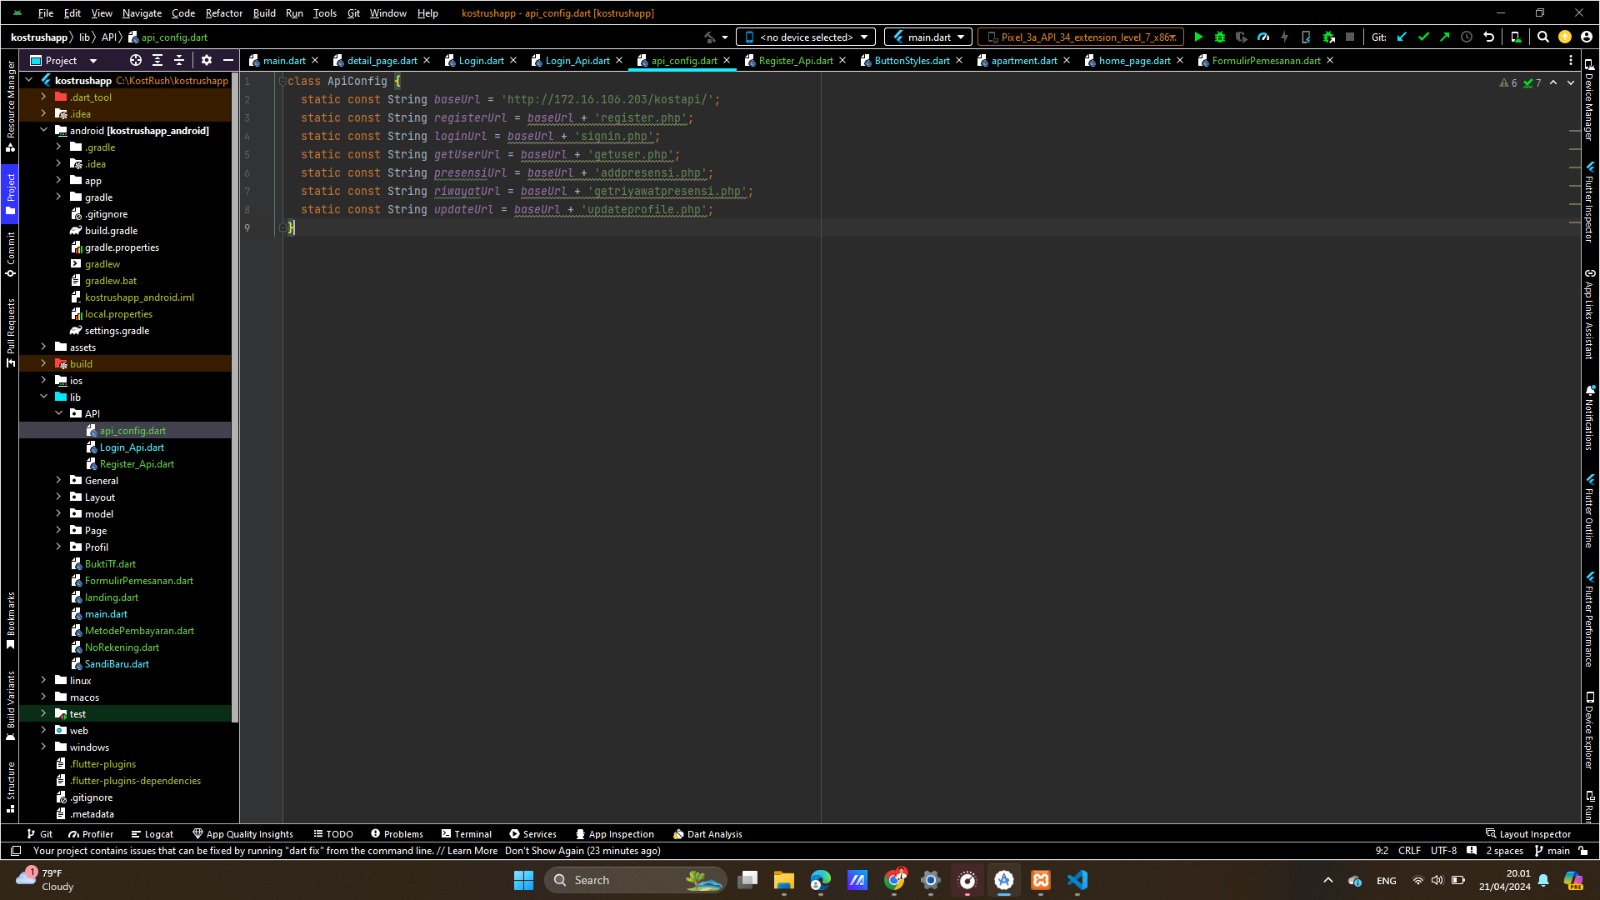 File Edit View Navigate Code Refactor Build Run Tools Git Window Help kostrushapp - api_config.dart [kostrushapp]
kostrushapp lib API api_config.dart <no device selected> main.dart Pixel_3a_API_34_extension_level_7_x86 Git:
Project main.dart detail_page.dart Login.dart Login_Api.dart api_config.dart Register_Api.dart ButtonStyles.dart apartment.dart home_page.dart FormulirPemesanan.dart
kostrushapp C:\KostRush\kostrushapp
.dart_tool
.idea
android [kostrushapp_android]
.gradle
.idea
app
gradle
.gitignore
build.gradle
gradle.properties
gradlew
gradlew.bat
kostrushapp_android.iml
local.properties
settings.gradle
assets
build
ios
lib
API
api_config.dart
Login_Api.dart
Register_Api.dart
General
Layout
model
Page
Profil
BuktiTf.dart
FormulirPemesanan.dart
landing.dart
main.dart
MetodePembayaran.dart
NoRekening.dart
SandiBaru.dart
linux
macos
test
web
windows
.flutter-plugins
.flutter-plugins-dependencies
.gitignore
.metadata
1 class ApiConfig {
2 static const String baseUrl = 'http://172.16.106.203/kostapi/';
3 static const String registerUrl = baseUrl + 'register.php';
4 static const String loginUrl = baseUrl + 'signin.php';
5 static const String getUserUrl = baseUrl + 'getuser.php';
6 static const String presensiUrl = baseUrl + 'addpresensi.php';
7 static const String riwayatUrl = baseUrl + 'getriyawatpresensi.php';
8 static const String updateUrl = baseUrl + 'updateprofile.php';
9 }
6 7
Resource Manager
Project
Commit
Pull Requests
Bookmarks
Build Variants
Structure
Device Manager
Flutter Inspector
App Links Assistant
Notifications
Flutter Outline
Flutter Performance
Device Explorer
Git Profiler Logcat App Quality Insights TODO Problems Terminal Services App Inspection Dart Analysis Layout Inspector
Your project contains issues that can be fixed by running "dart fix" from the command line. // Learn More Don't Show Again (23 minutes ago) 9:2 CRLF UTF-8 2 spaces main
1
79°F
Cloudy
Search
ENG
20.01
21/04/2024
PRE